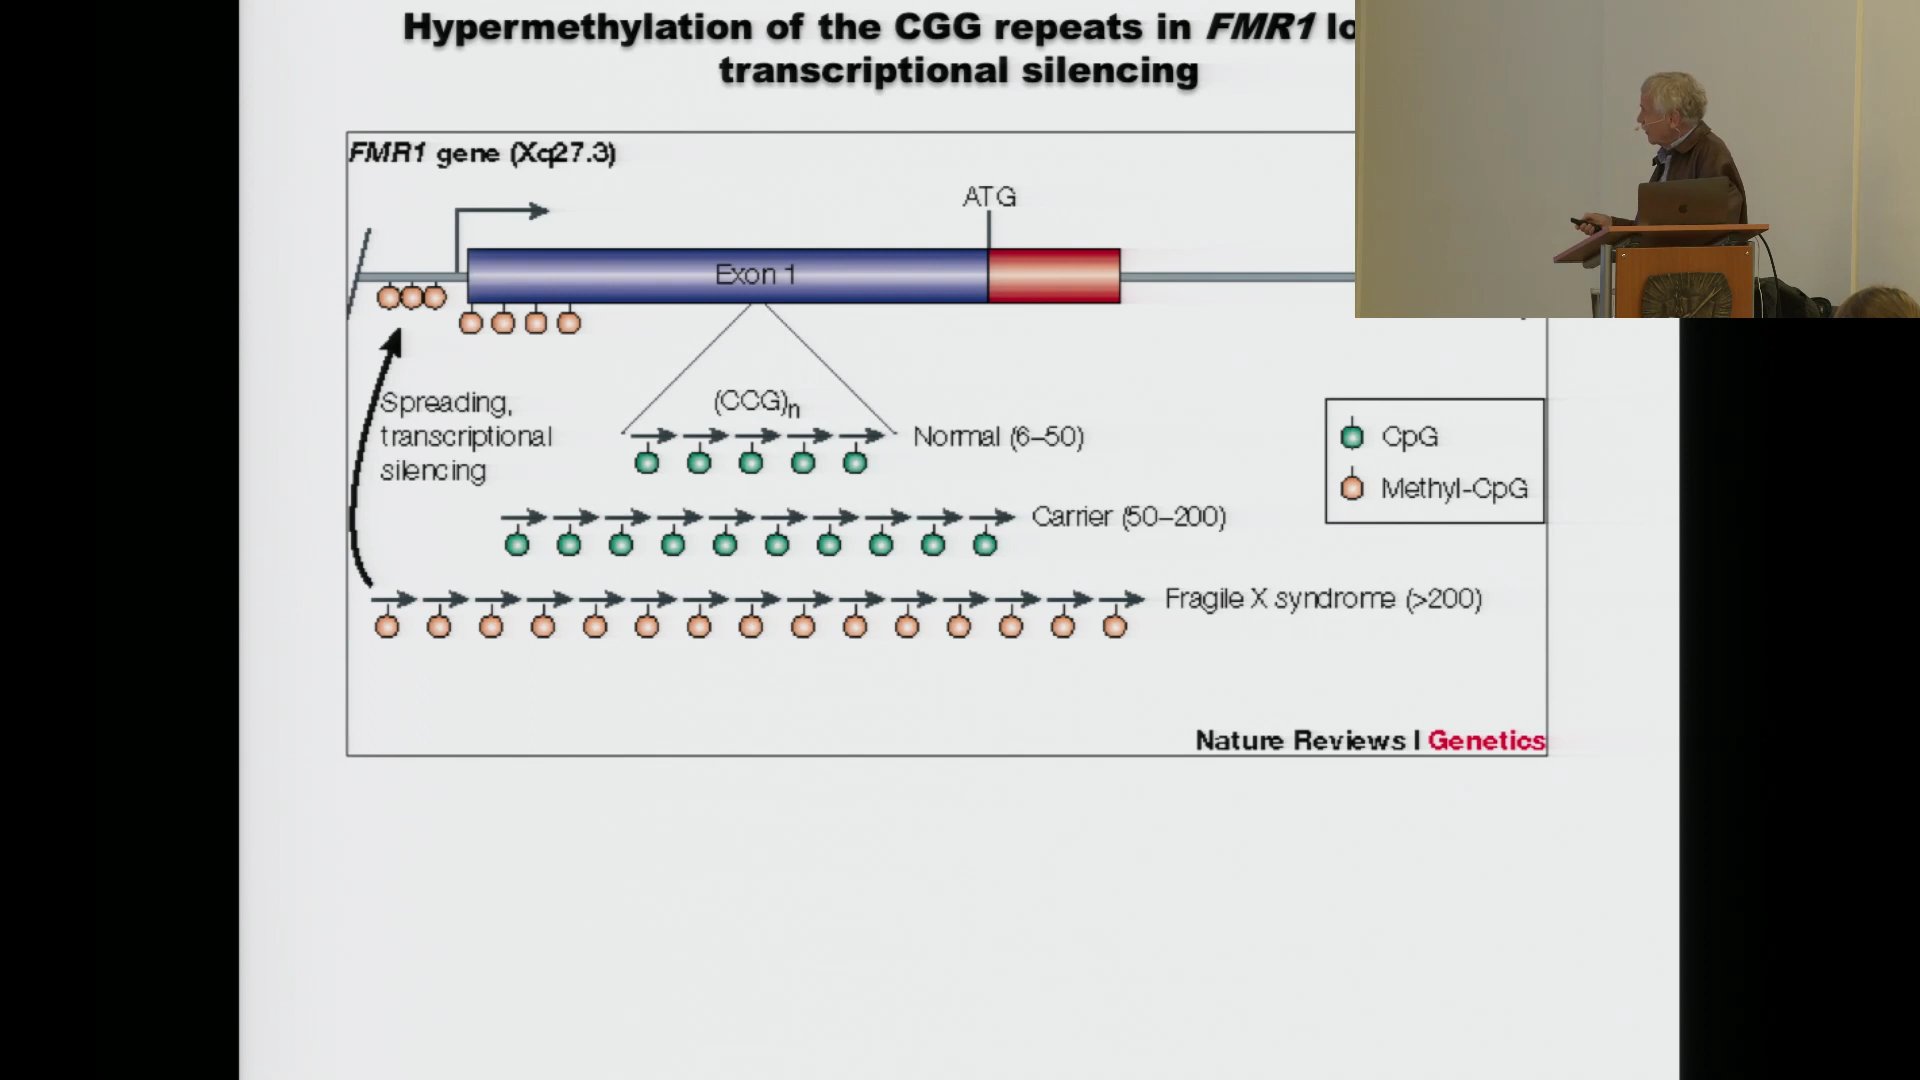 Hypermethylation of the CGG repeats in FMR1
transcriptional silencing
FMR1 gene (Xq27.3)
ATG
Exon 1
Spreading,
transcriptional
silencing
(CCG)n
Normal (6–50)
Carrier (50–200)
Fragile X syndrome (>200)
CpG
Methyl-CpG
Nature Reviews | Genetics